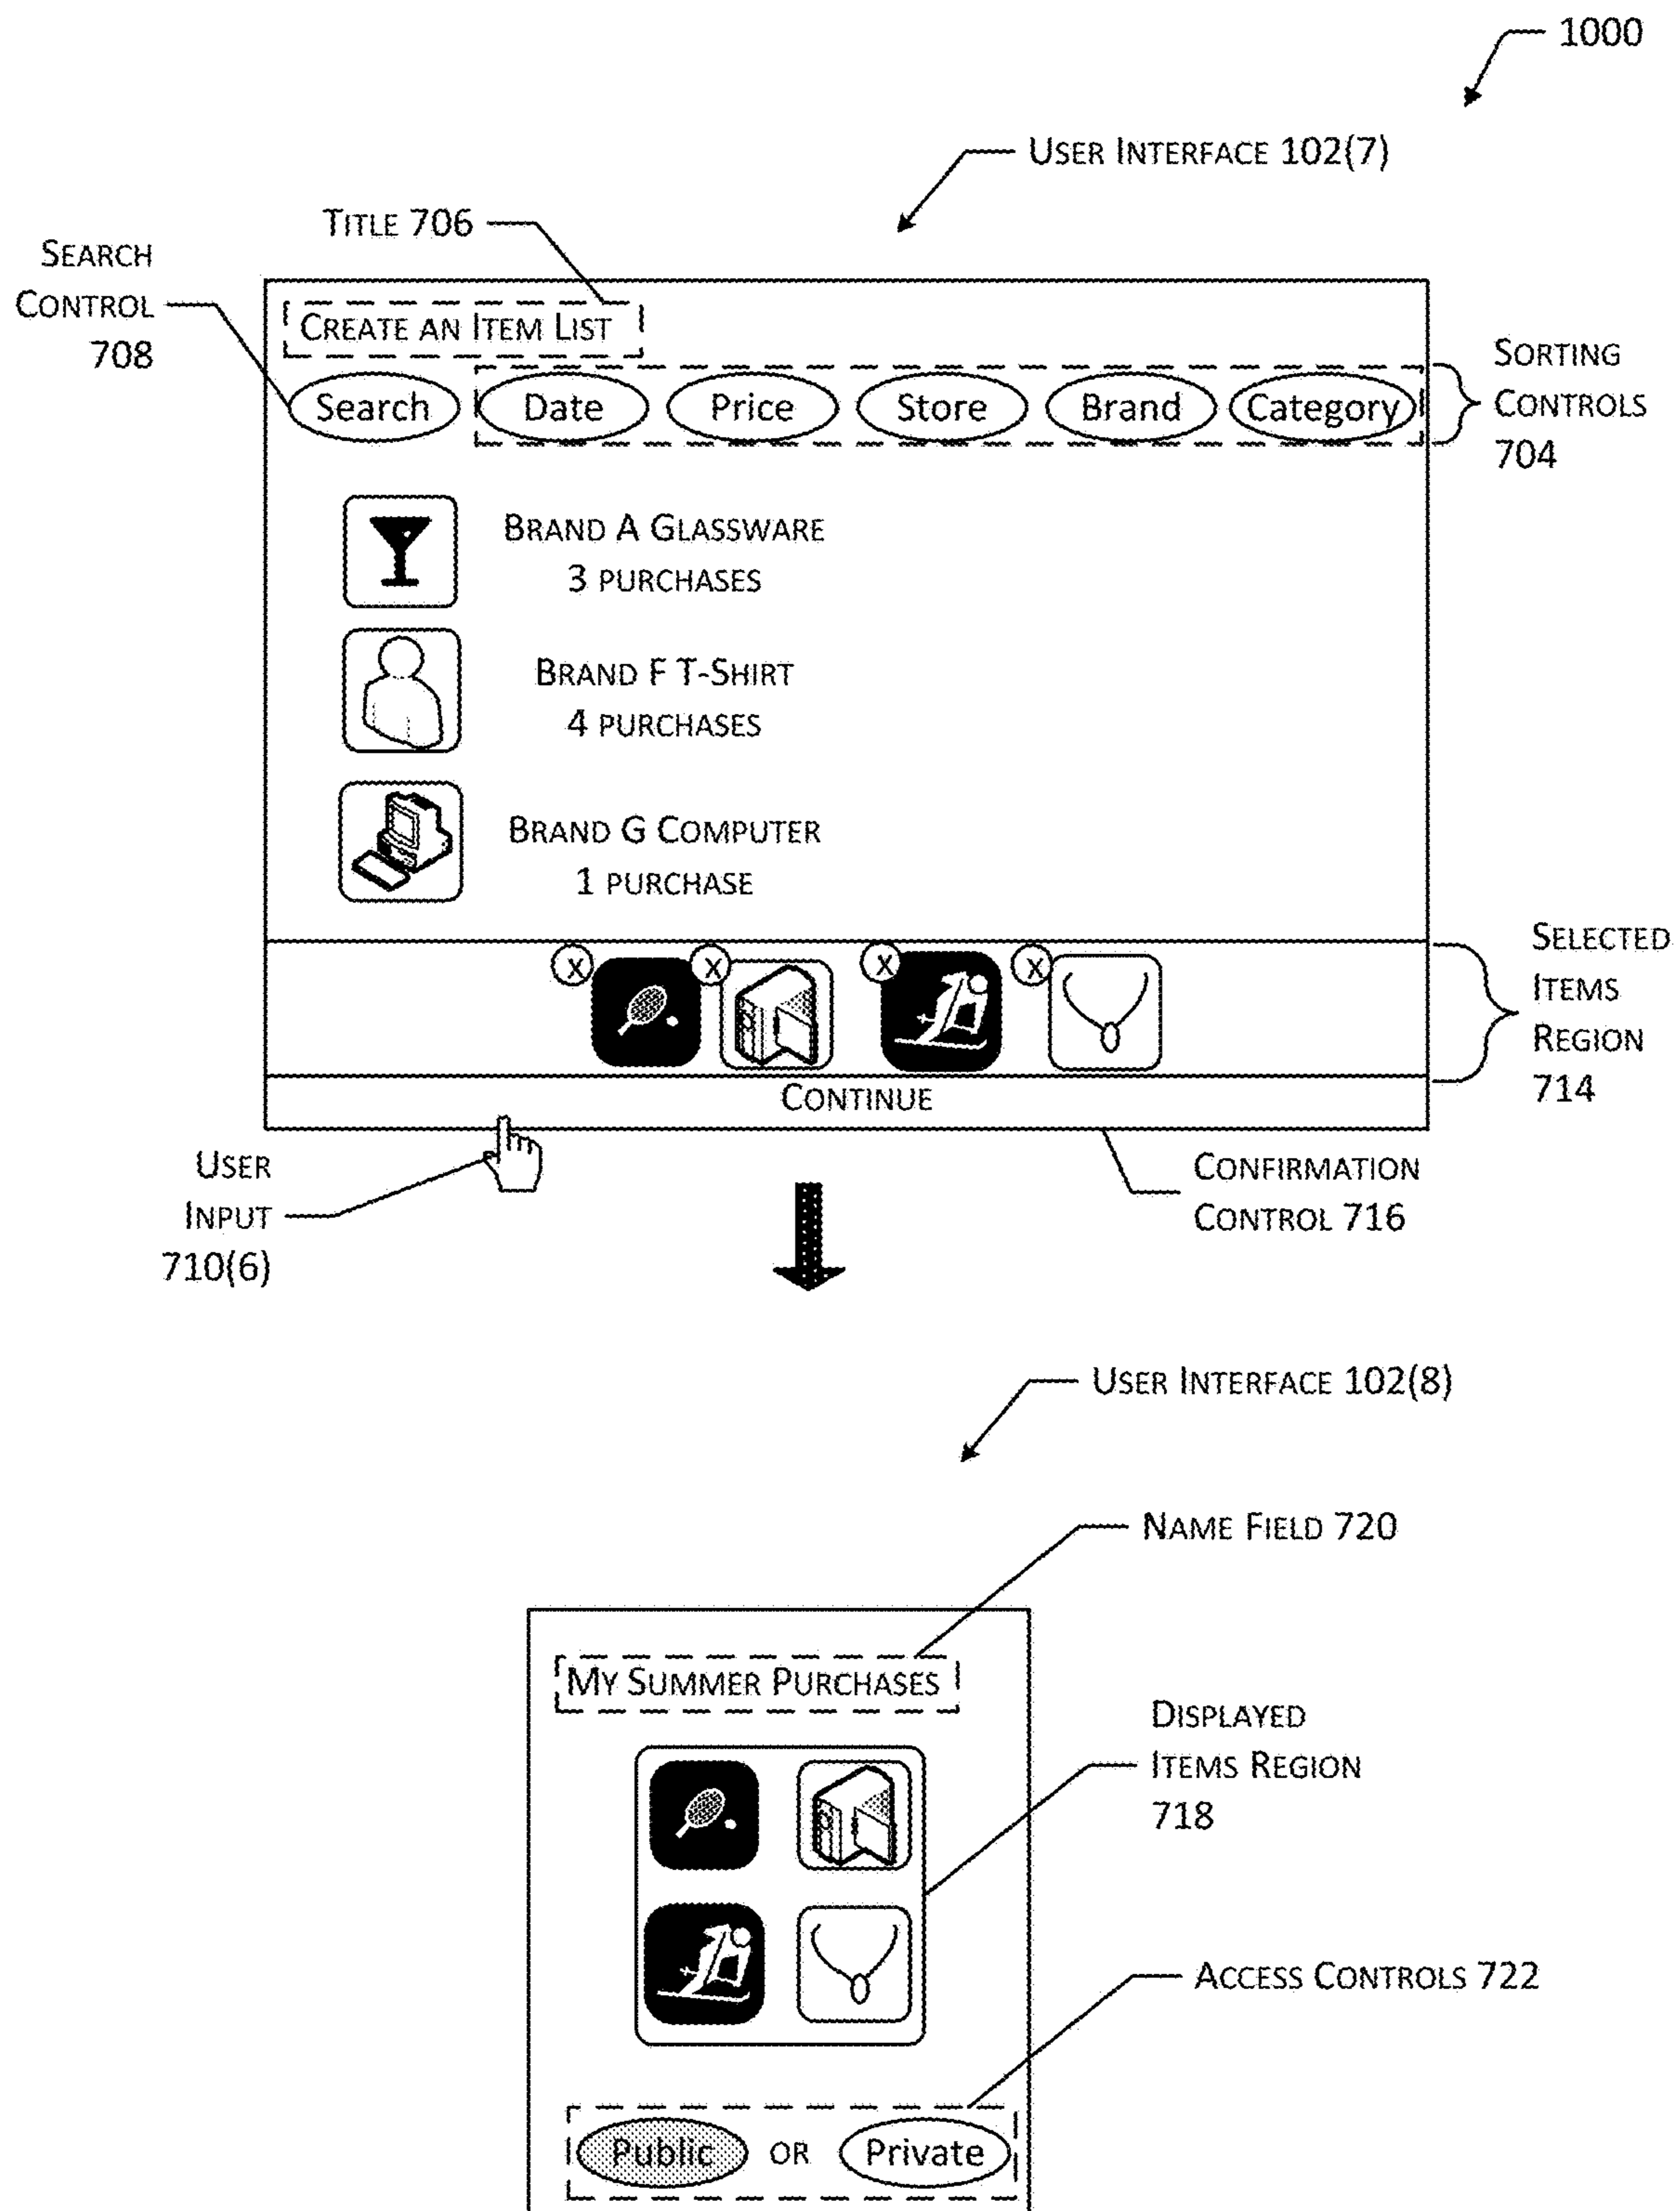 1000
USER INTERFACE 102(7)
TITLE 706
SEARCH
CONTROL
708
CREATE AN ITEM LIST
Search Date Price Store Brand Category
SORTING
CONTROLS
704
BRAND A GLASSWARE
3 PURCHASES
BRAND F T-SHIRT
4 PURCHASES
BRAND G COMPUTER
1 PURCHASE
X X X X
SELECTED
ITEMS
REGION
714
CONTINUE
USER
INPUT
710(6)
CONFIRMATION
CONTROL 716
USER INTERFACE 102(8)
NAME FIELD 720
MY SUMMER PURCHASES
DISPLAYED
ITEMS REGION
718
ACCESS CONTROLS 722
Public OR Private